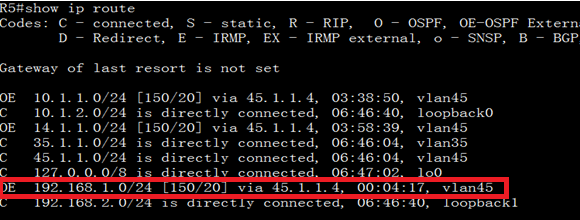 R5#show ip route
Codes: C - connected, S - static, R - RIP, O - OSPF, OE-OSPF Extern
D - Redirect, E - IRMP, EX - IRMP external, o - SNSP, B - BGP
Gateway of last resort is not set
OE 10.1.1.0/24 [150/20] via 45.1.1.4, 03:38:50, vlan45
C 10.1.2.0/24 is directly connected, 06:46:40, loopback0
OE 14.1.1.0/24 [150/20] via 45.1.1.4, 03:58:39, vlan45
C 35.1.1.0/24 is directly connected, 06:46:04, vlan35
C 45.1.1.0/24 is directly connected, 06:46:04, vlan45
C 127.0.0.0/8 is directly connected, 06:47:02, lo0
OE 192.168.1.0/24 [150/20] via 45.1.1.4, 00:04:17, vlan45
C 192.168.2.0/24 is directly connected, 06:46:40, loopback1